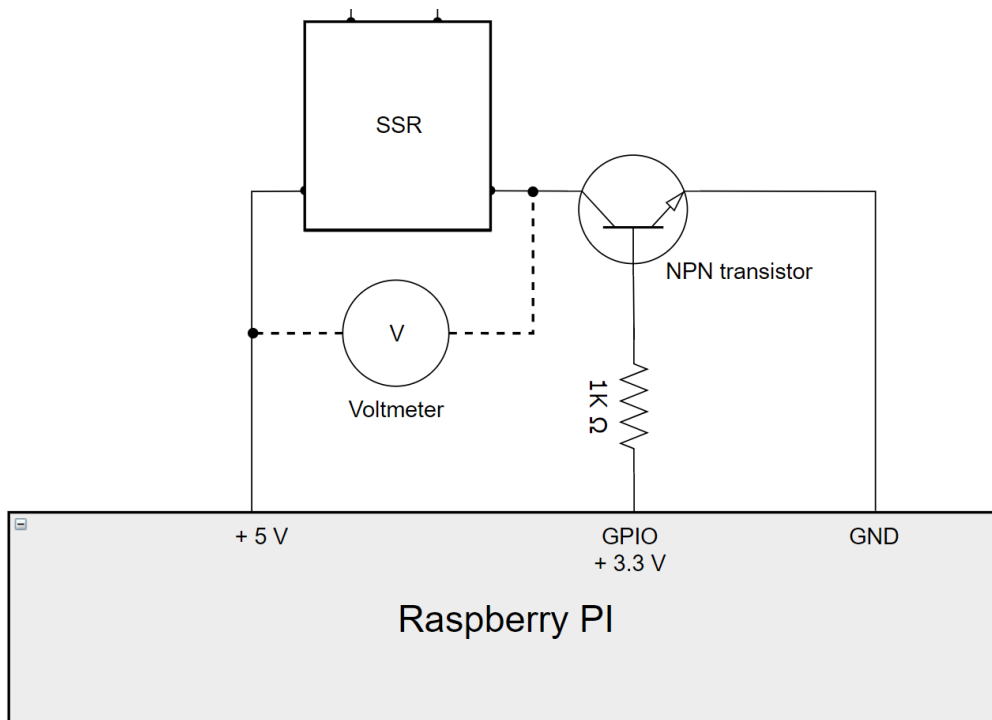 SSR
NPN transistor
V
Voltmeter
1K Ω
+ 5 V
GPIO
+ 3.3 V
GND
Raspberry PI